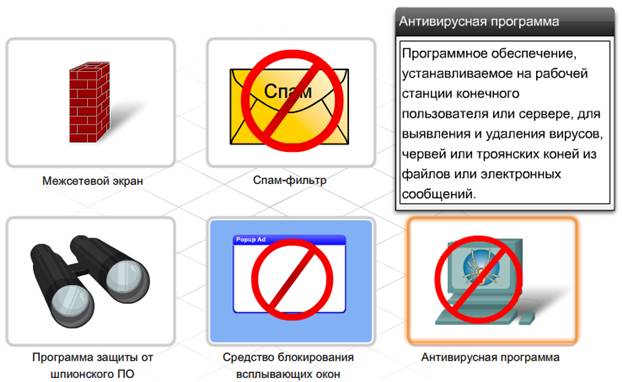 Антивирусная программа
Программное обеспечение,
устанавливаемое на рабочей
станции конечного
пользователя или сервере, для
выявления и удаления вирусов,
червей или троянских коней из
файлов или электронных
сообщений.
Спам
Межсетевой экран
Спам-фильтр
Popup Ad
Программа защиты от
шпионского ПО
Средство блокирования
всплывающих окон
Антивирусная программа